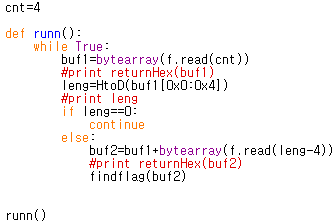 cnt=4
def runn():
    while True:
        buf1=bytearray(f.read(cnt))
        #print returnHex(buf1)
        leng=HtoD(buf1[0x0:0x4])
        #print leng
        if leng==0:
            continue
        else:
            buf2=buf1+bytearray(f.read(leng-4))
            #print returnHex(buf2)
            findflag(buf2)
runn()